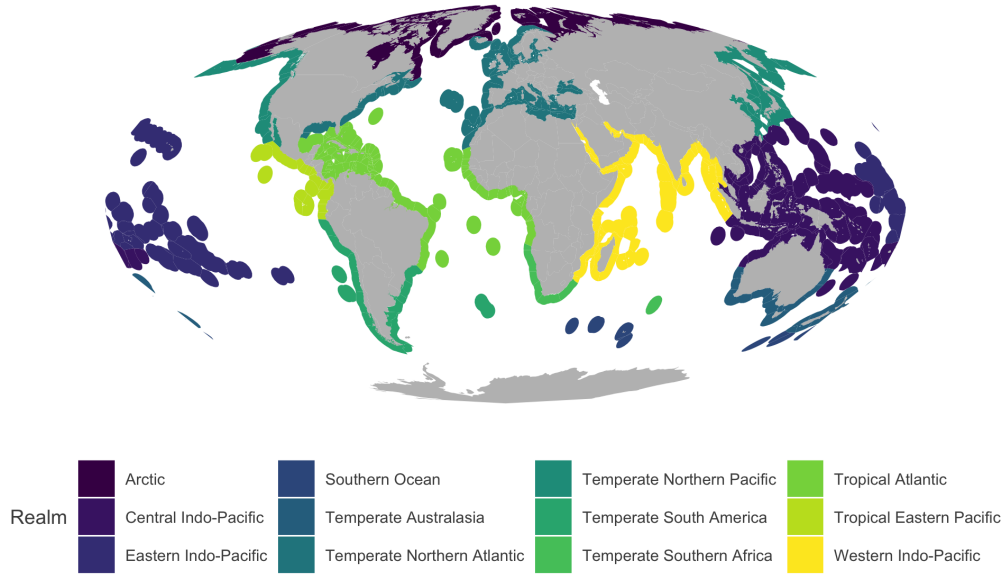 Realm
Arctic
Central Indo-Pacific
Eastern Indo-Pacific
Southern Ocean
Temperate Australasia
Temperate Northern Atlantic
Temperate Northern Pacific
Temperate South America
Temperate Southern Africa
Tropical Atlantic
Tropical Eastern Pacific
Western Indo-Pacific